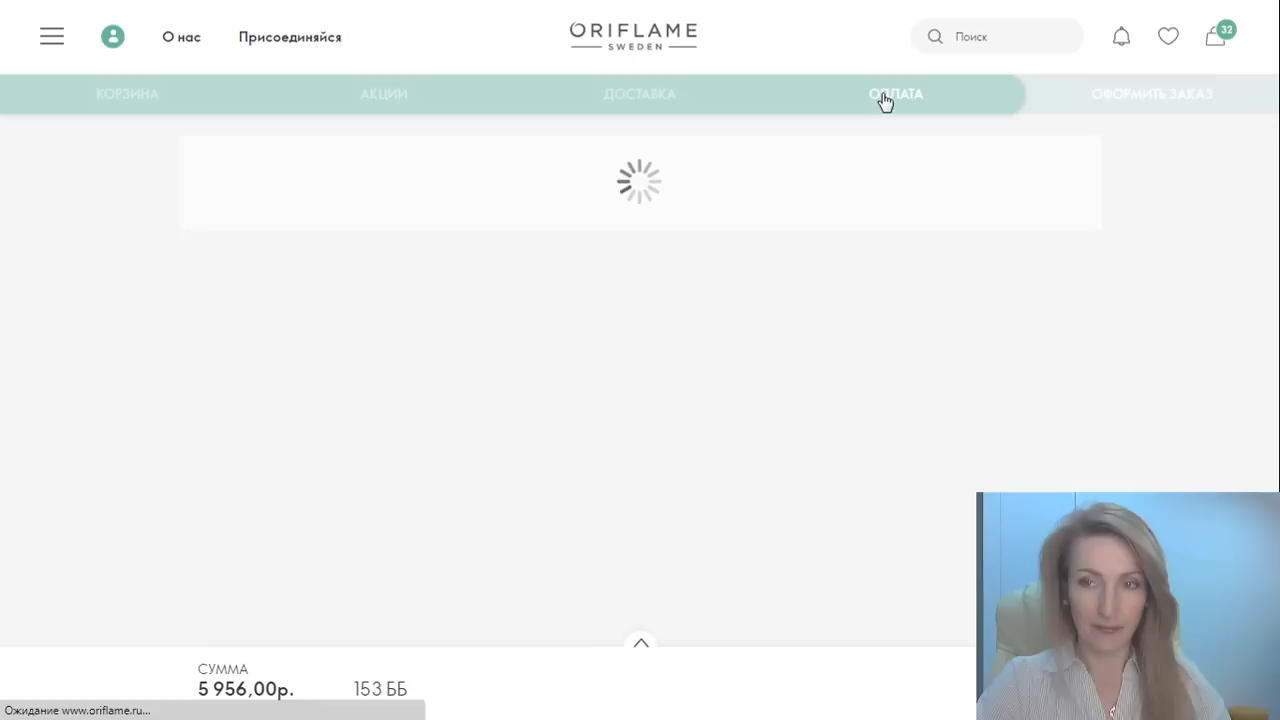 О нас
Присоединяйся
ORIFLAME
SWEDEN
Поиск
32
КОРЗИНА
АКЦИИ
ДОСТАВКА
ОПЛАТА
ОФОРМИТЬ ЗАКАЗ
СУММА
5 956,00р.
153 ББ
Ожидание www.oriflame.ru...